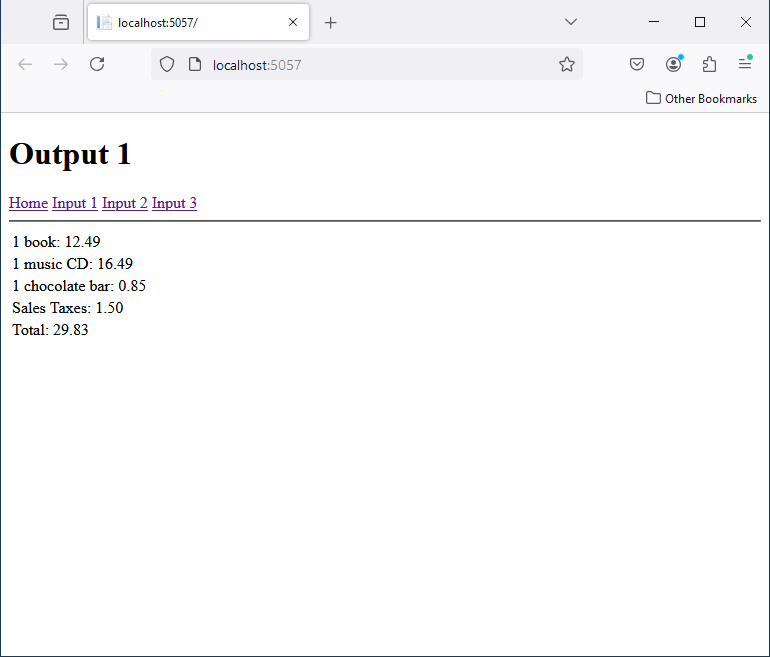 localhost:5057/
localhost:5057
Other Bookmarks
Output 1
Home Input 1 Input 2 Input 3
1 book: 12.49
1 music CD: 16.49
1 chocolate bar: 0.85
Sales Taxes: 1.50
Total: 29.83